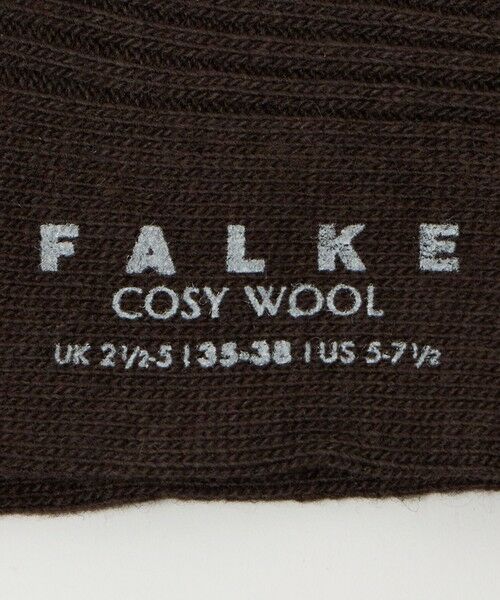 FALKE
COSY WOOL
UK 2½-5 | 35-38 | US 5-7½